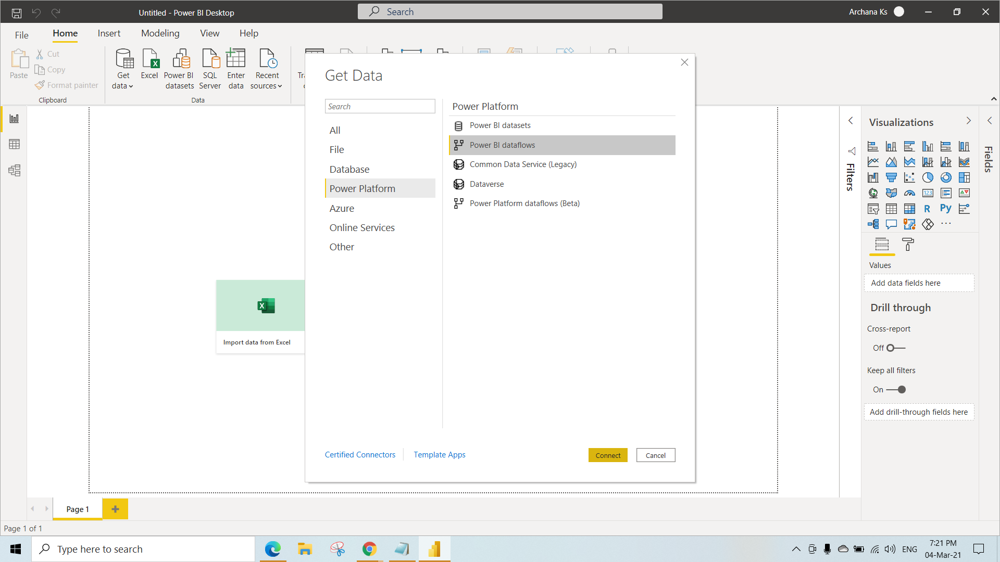 Untitled - Power BI Desktop
Search
Archana Ks
File
Home
Insert
Modeling
View
Help
Paste
Cut
Copy
Format painter
Clipboard
Get data
Excel
Power BI datasets
SQL Server
Enter data
Recent sources
Data
Get Data
Search
All
File
Database
Power Platform
Azure
Online Services
Other
Power Platform
Power BI datasets
Power BI dataflows
Common Data Service (Legacy)
Dataverse
Power Platform dataflows (Beta)
Certified Connectors
Template Apps
Connect
Cancel
Import data from Excel
Filters
Visualizations
123
R
Py
Values
Add data fields here
Drill through
Cross-report
Off
Keep all filters
On
Add drill-through fields here
Fields
Page 1
Page 1 of 1
Type here to search
ENG
7:21 PM
04-Mar-21